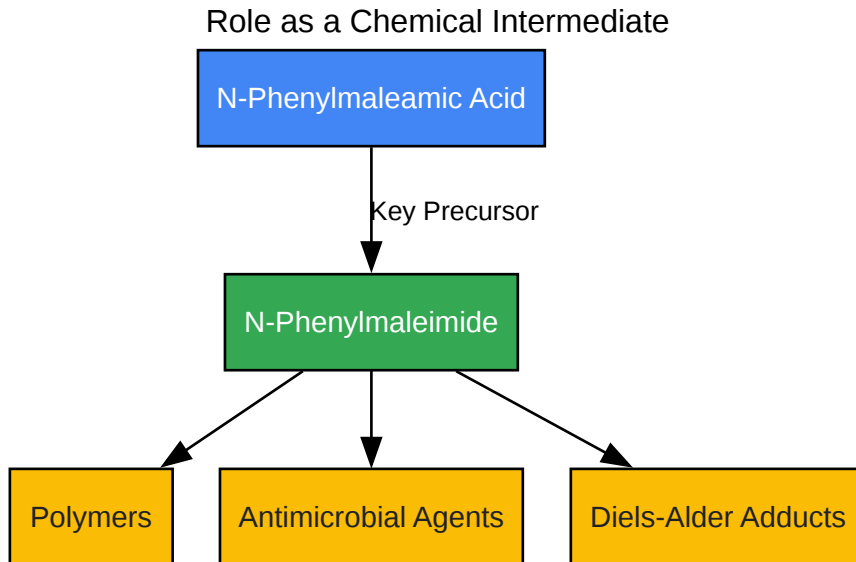 Role as a Chemical Intermediate
N-Phenylmaleamic Acid
Key Precursor
N-Phenylmaleimide
Polymers
Antimicrobial Agents
Diels-Alder Adducts